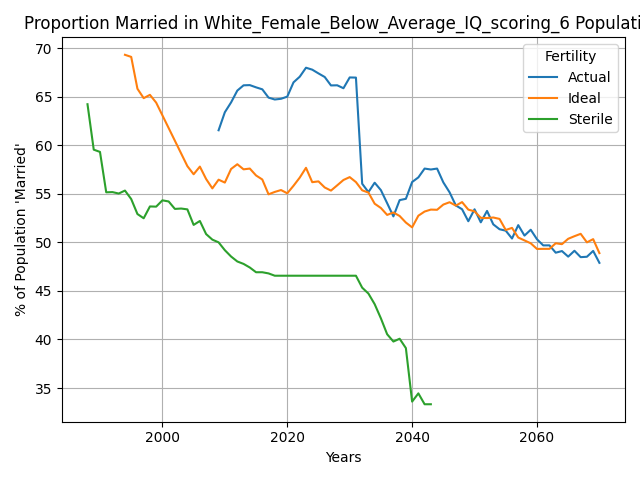 Proportion Married in White_Female_Below_Average_IQ_scoring_6 Populati
Fertility
Actual
Ideal
Sterile
% of Population 'Married'
70
65
60
55
50
45
40
35
2000
2020
2040
2060
Years